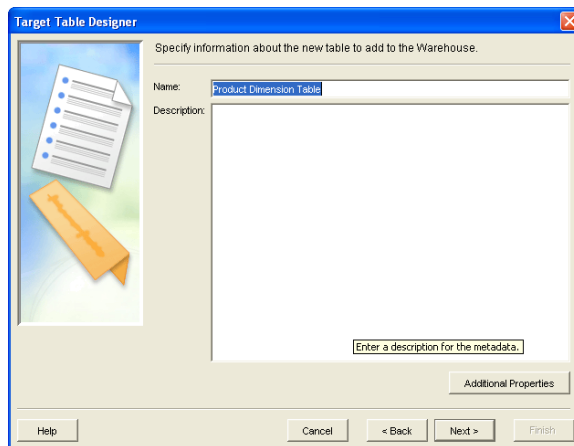 Target Table Designer
Specify information about the new table to add to the Warehouse.
Name:
Product Dimension Table
Description:
Enter a description for the metadata.
Additional Properties
Help
Cancel
< Back
Next >
Finish